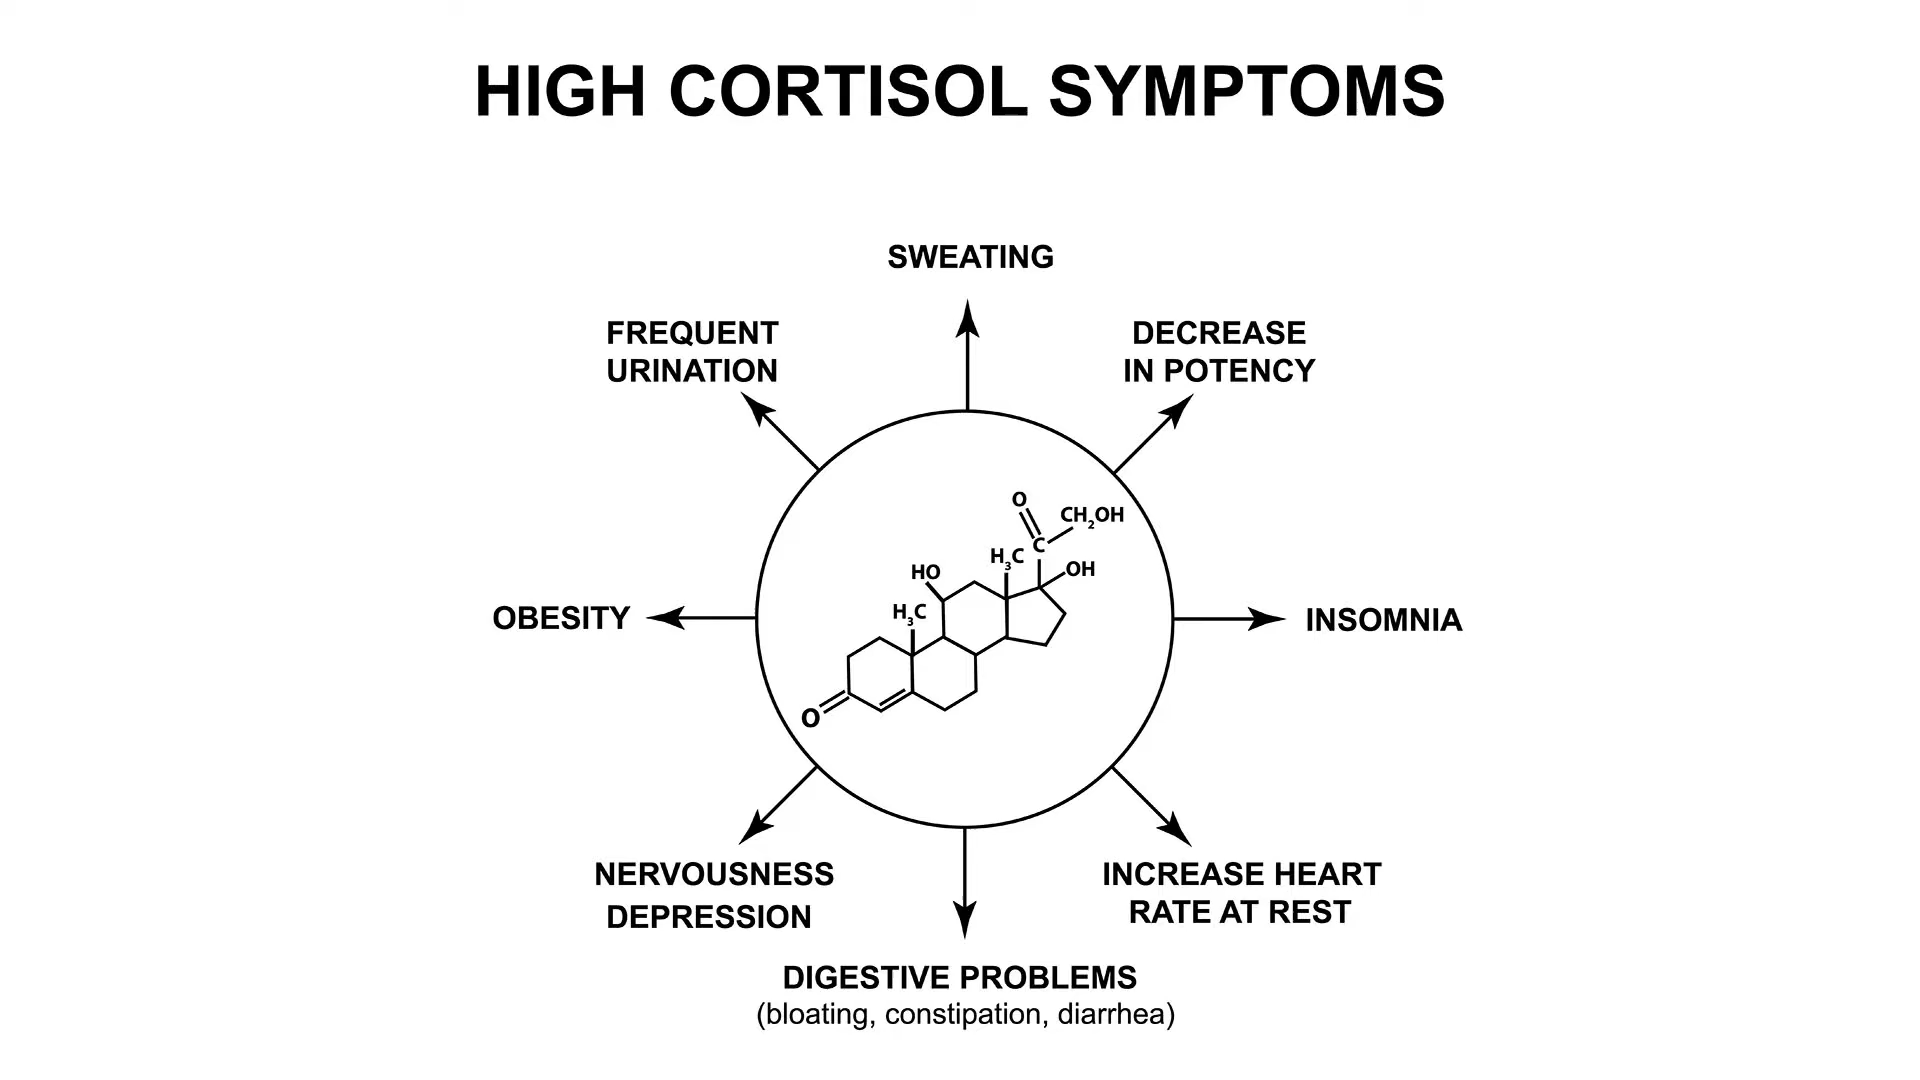 HIGH CORTISOL SYMPTOMS
SWEATING
FREQUENT
URINATION
DECREASE
IN POTENCY
O
CH₂OH
C
H₃C
OH
HO
H₃C
OBESITY
INSOMNIA
O
NERVOUSNESS
DEPRESSION
INCREASE HEART
RATE AT REST
DIGESTIVE PROBLEMS
(bloating, constipation, diarrhea)